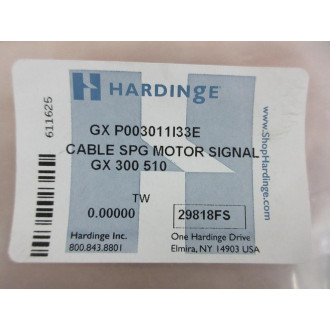 HARDINGE
GX P003011I33E
CABLE SPG MOTOR SIGNAL
GX 300 510
TW
0.00000
29818FS
Hardinge Inc.
800.843.8801
One Hardinge Drive
Elmira, NY 14903 USA
611625
www.ShopHardinge.com